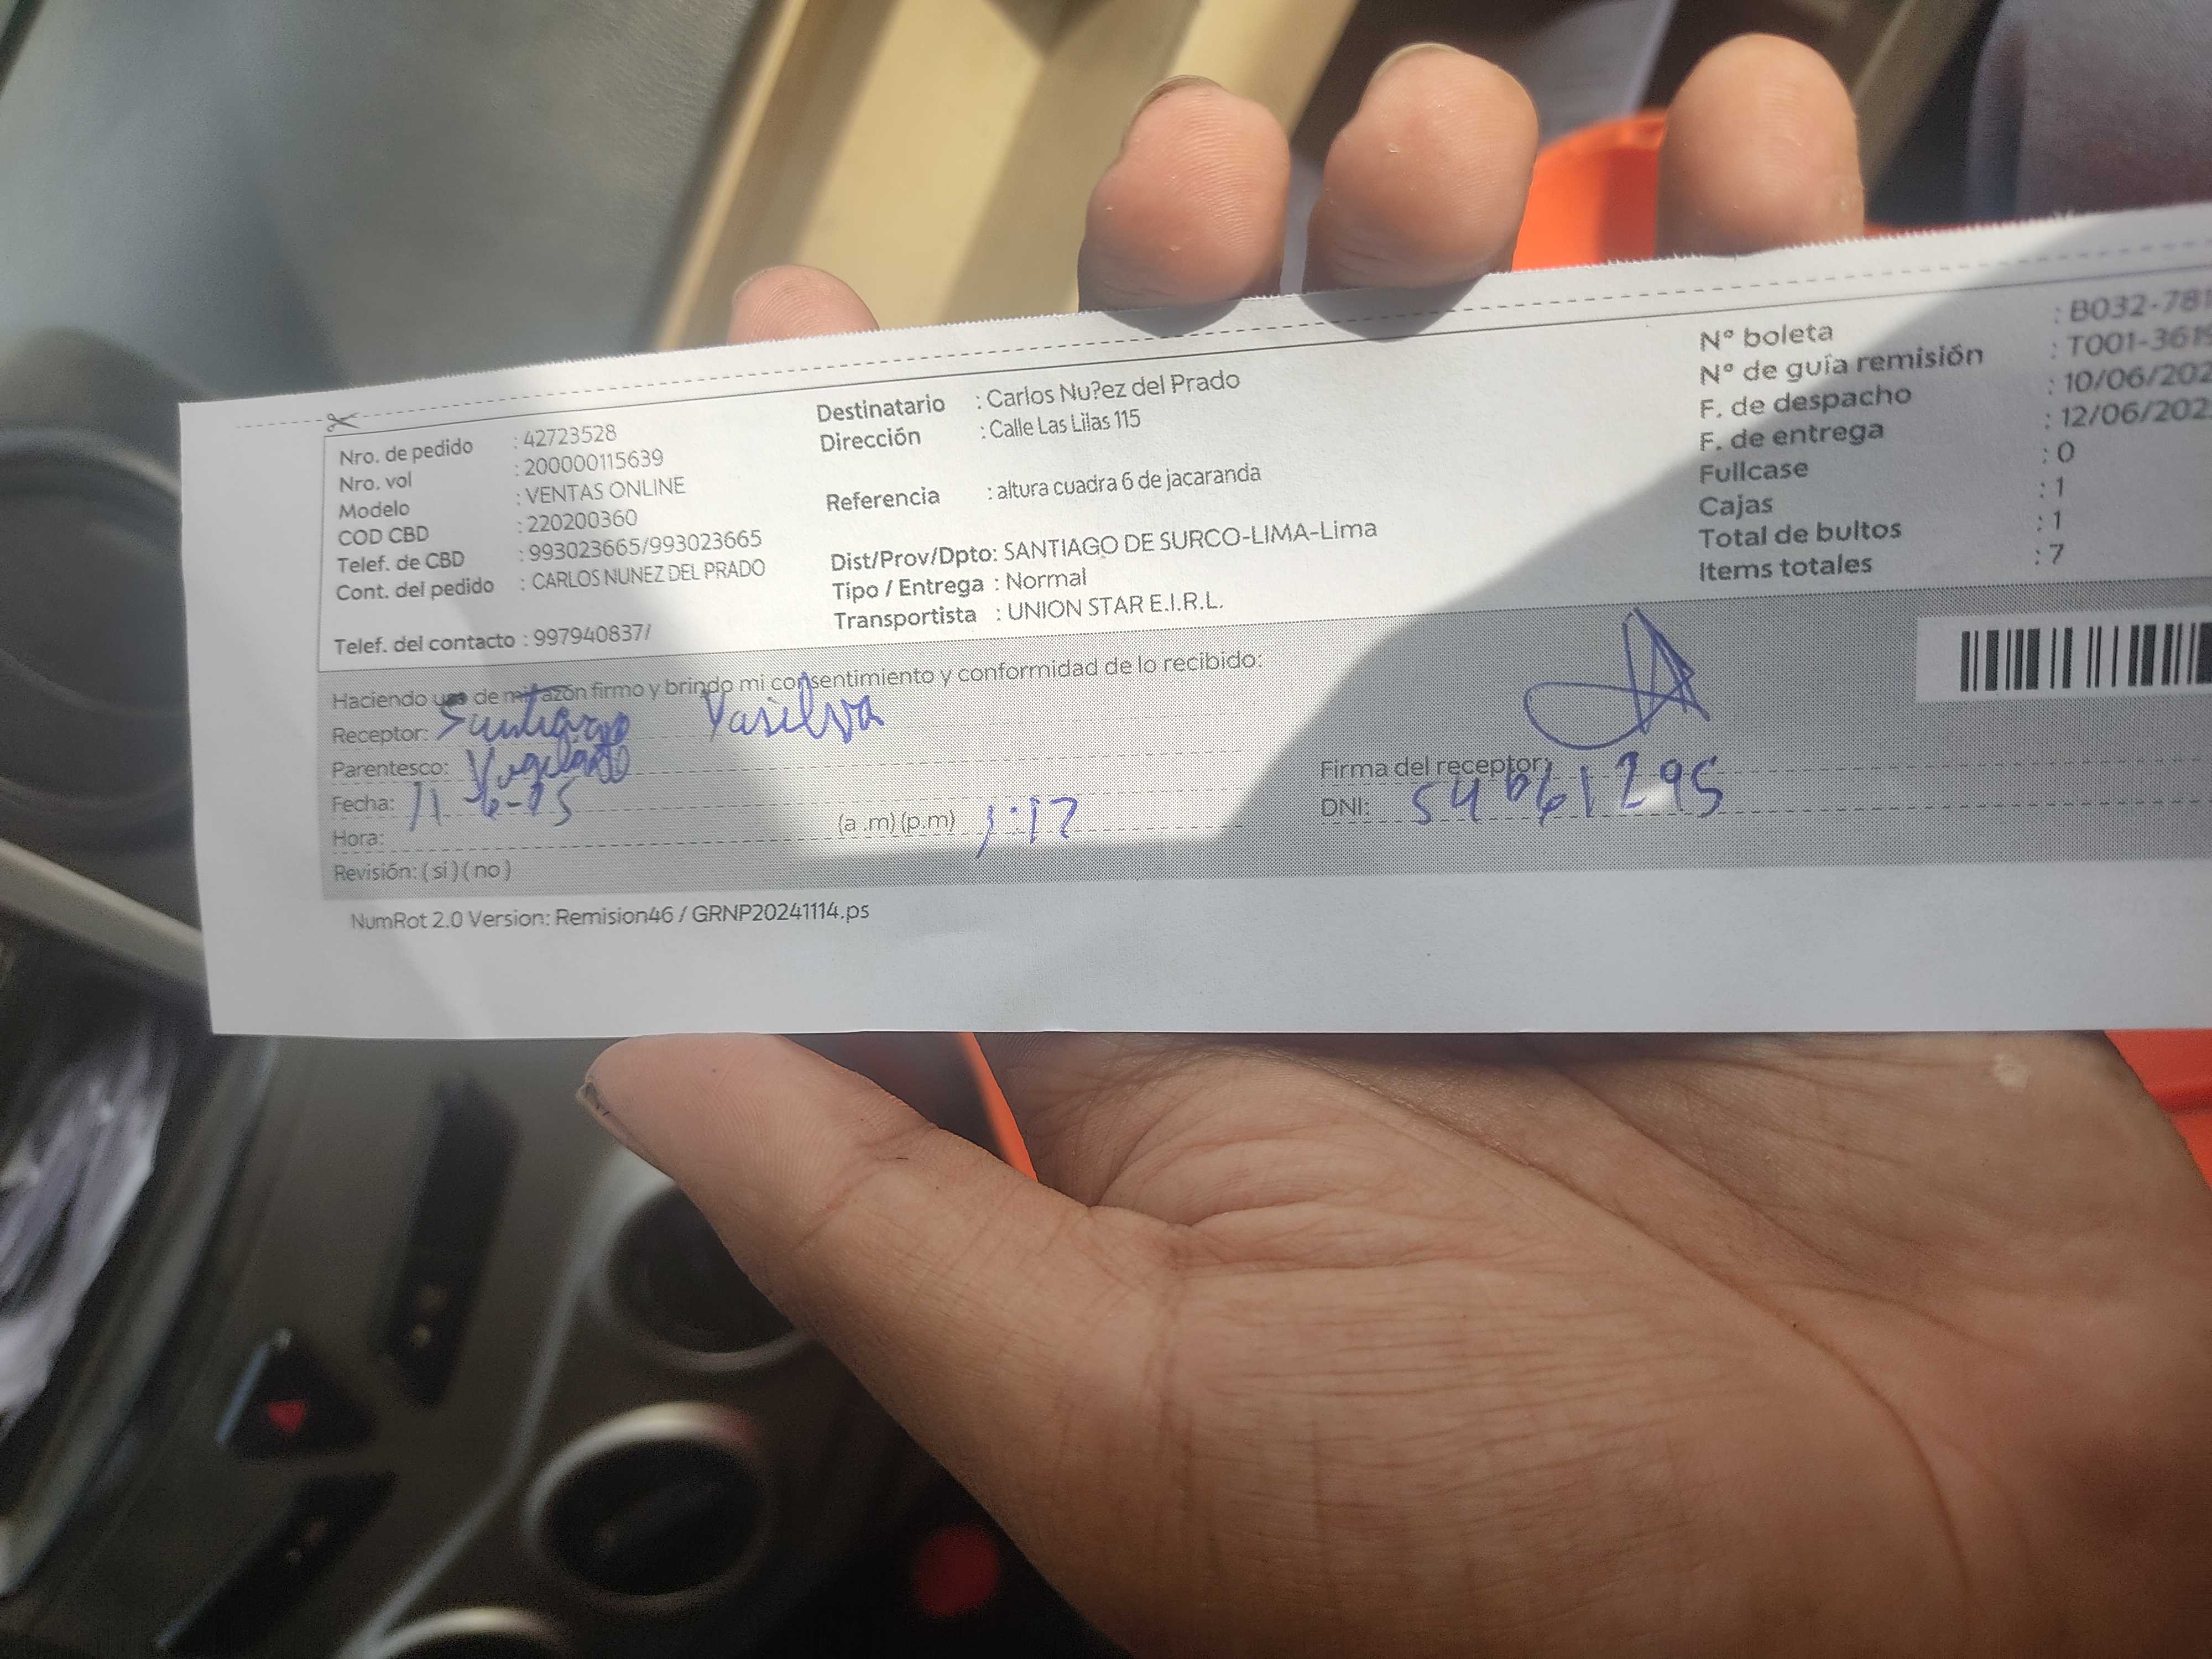 Nro. de pedido : 42723528
Nro. vol : 200000115639
Modelo : VENTAS ONLINE
COD CBD : 220200360
Telef. de CBD : 993023665/993023665
Cont. del pedido : CARLOS NUNEZ DEL PRADO
Telef. del contacto : 997940837/
Destinatario : Carlos Nu?ez del Prado
Dirección : Calle Las Lilas 115
Referencia : altura cuadra 6 de jacaranda
Dist/Prov/Dpto: SANTIAGO DE SURCO-LIMA-Lima
Tipo / Entrega : Normal
Transportista : UNION STAR E.I.R.L.
N° boleta : B032-781
N° de guía remisión : T001-361
F. de despacho : 10/06/202
F. de entrega : 12/06/202
Fullcase : 0
Cajas : 1
Total de bultos : 1
Items totales : 7
Haciendo uso de mi razón firmo y brindo mi consentimiento y conformidad de lo recibido:
Receptor: Santiago
Parentesco:
Fecha: 11-6-25
Hora: (a .m) (p.m)
Revisión: ( si ) ( no )
Firma del receptor:
DNI:
NumRot 2.0 Version: Remision46 / GRNP20241114.ps